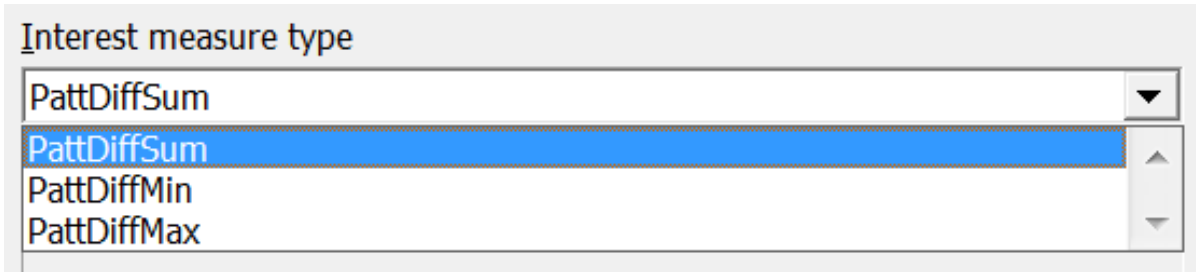 Interest measure type
PattDiffSum
PattDiffSum
PattDiffMin
PattDiffMax